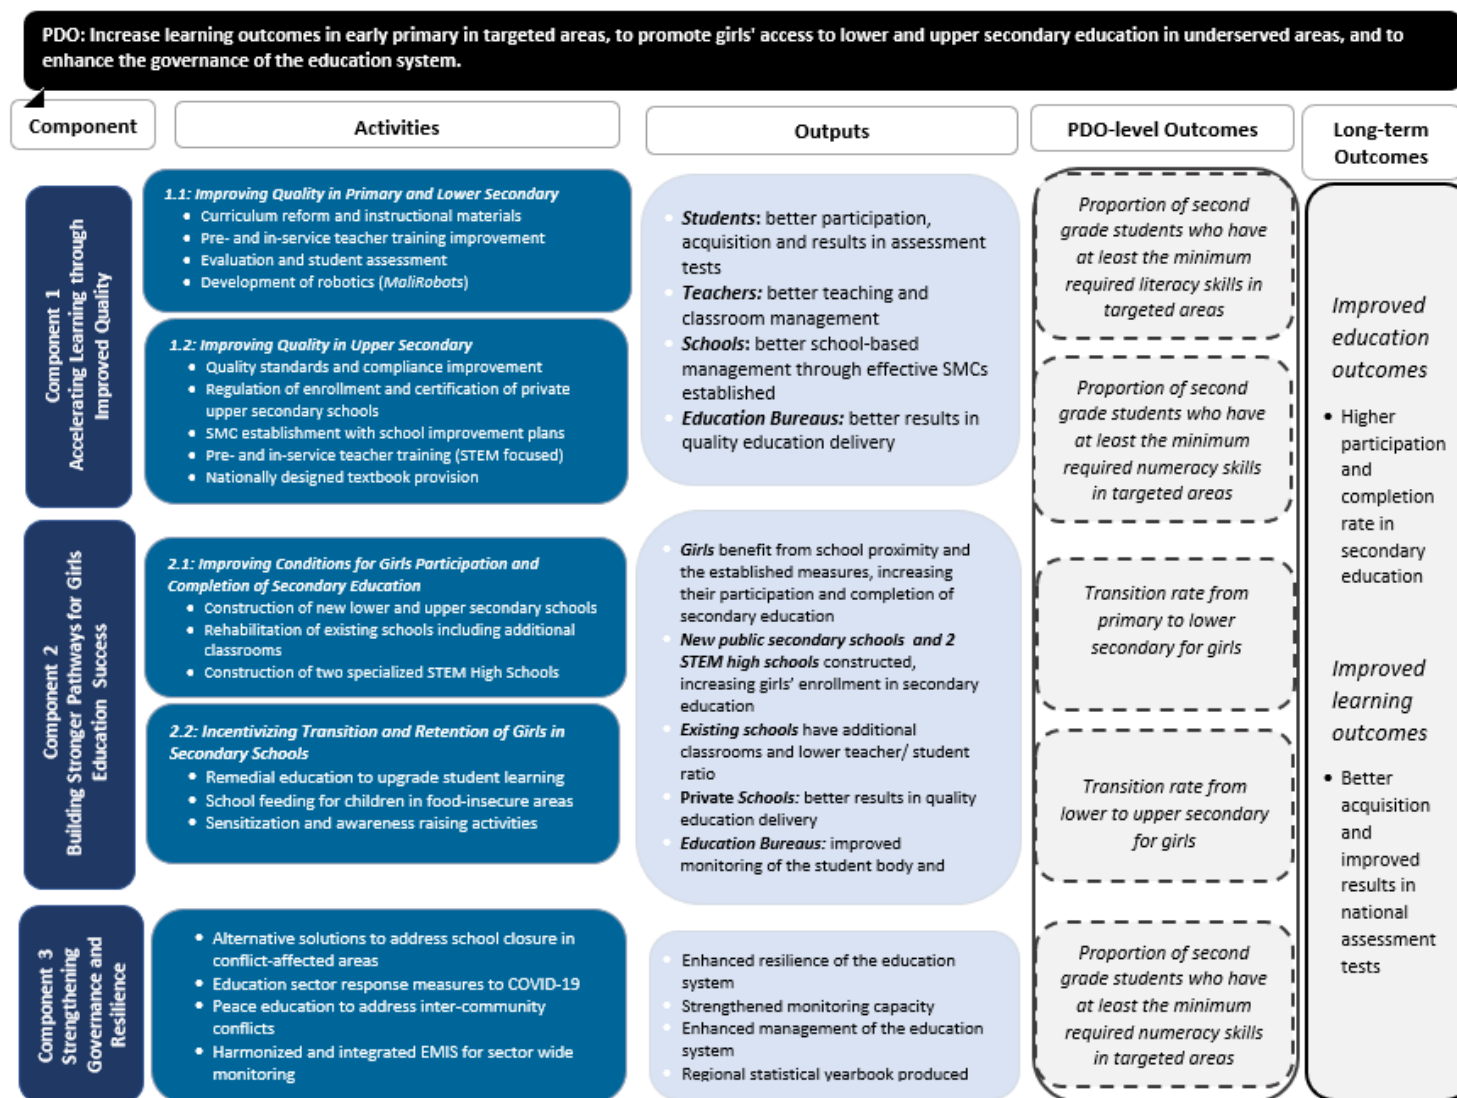 PDO: Increase learning outcomes in early primary in targeted areas, to promote girls' access to lower and upper secondary education in underserved areas, and to
enhance the governance of the education system.
Component
Activities
Outputs
PDO-level Outcomes
Long-term
Outcomes
Component 1
Accelerating Learning through
Improved Quality
1.1: Improving Quality in Primary and Lower Secondary
• Curriculum reform and instructional materials
• Pre- and in-service teacher training improvement
• Evaluation and student assessment
• Development of robotics (MaliRobots)
1.2: Improving Quality in Upper Secondary
• Quality standards and compliance improvement
• Regulation of enrollment and certification of private
upper secondary schools
• SMC establishment with school improvement plans
• Pre- and in-service teacher training (STEM focused)
• Nationally designed textbook provision
• Students: better participation,
acquisition and results in assessment
tests
• Teachers: better teaching and
classroom management
• Schools: better school-based
management through effective SMCs
established
• Education Bureaus: better results in
quality education delivery
Proportion of second
grade students who have
at least the minimum
required literacy skills in
targeted areas
Proportion of second
grade students who have
at least the minimum
required numeracy skills
in targeted areas
Component 2
Building Stronger Pathways for Girls
Education Success
2.1: Improving Conditions for Girls Participation and
Completion of Secondary Education
• Construction of new lower and upper secondary schools
• Rehabilitation of existing schools including additional
classrooms
• Construction of two specialized STEM High Schools
2.2: Incentivizing Transition and Retention of Girls in
Secondary Schools
• Remedial education to upgrade student learning
• School feeding for children in food-insecure areas
• Sensitization and awareness raising activities
• Girls benefit from school proximity and
the established measures, increasing
their participation and completion of
secondary education
• New public secondary schools and 2
STEM high schools constructed,
increasing girls' enrollment in secondary
education
• Existing schools have additional
classrooms and lower teacher/ student
ratio
• Private Schools: better results in quality
education delivery
• Education Bureaus: improved
monitoring of the student body and
Transition rate from
primary to lower
secondary for girls
Transition rate from
lower to upper secondary
for girls
Component 3
Strengthening
Governance and
Resilience
• Alternative solutions to address school closure in
conflict-affected areas
• Education sector response measures to COVID-19
• Peace education to address inter-community
conflicts
• Harmonized and integrated EMIS for sector wide
monitoring
• Enhanced resilience of the education
system
• Strengthened monitoring capacity
• Enhanced management of the education
system
• Regional statistical yearbook produced
Proportion of second
grade students who have
at least the minimum
required numeracy skills
in targeted areas
Improved
education
outcomes
• Higher
participation
and
completion
rate in
secondary
education
Improved
learning
outcomes
• Better
acquisition
and
improved
results in
national
assessment
tests